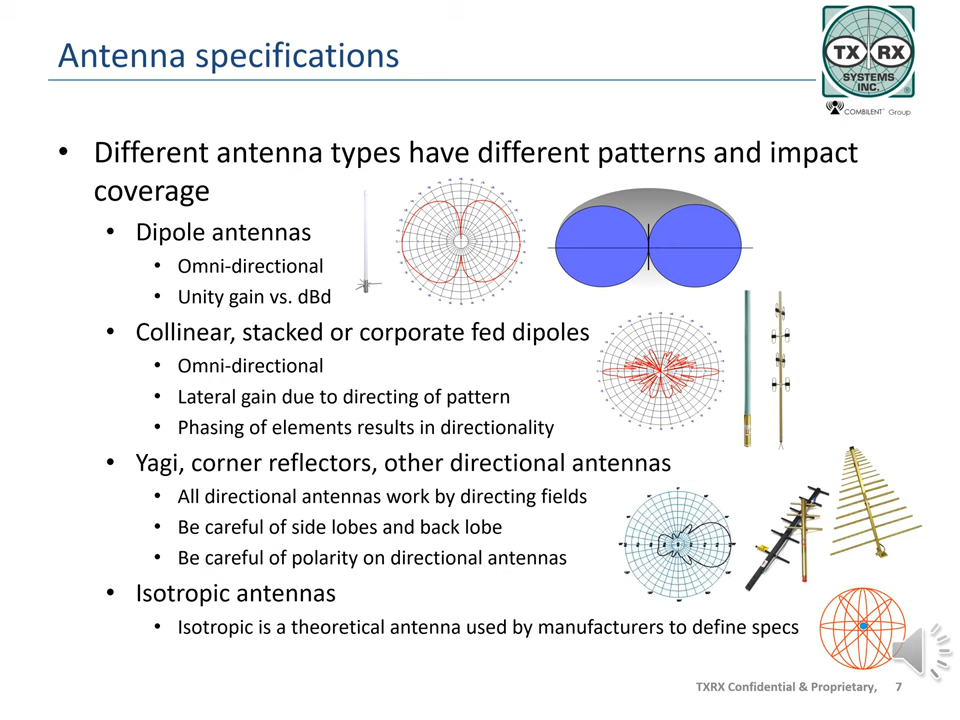 Antenna specifications
TX RX
SYSTEMS
INC.
COMBILENT Group
• Different antenna types have different patterns and impact
coverage
• Dipole antennas
• Omni-directional
• Unity gain vs. dBd
• Collinear, stacked or corporate fed dipoles
• Omni-directional
• Lateral gain due to directing of pattern
• Phasing of elements results in directionality
• Yagi, corner reflectors, other directional antennas
• All directional antennas work by directing fields
• Be careful of side lobes and back lobe
• Be careful of polarity on directional antennas
• Isotropic antennas
• Isotropic is a theoretical antenna used by manufacturers to define specs
TXRX Confidential & Proprietary, 7